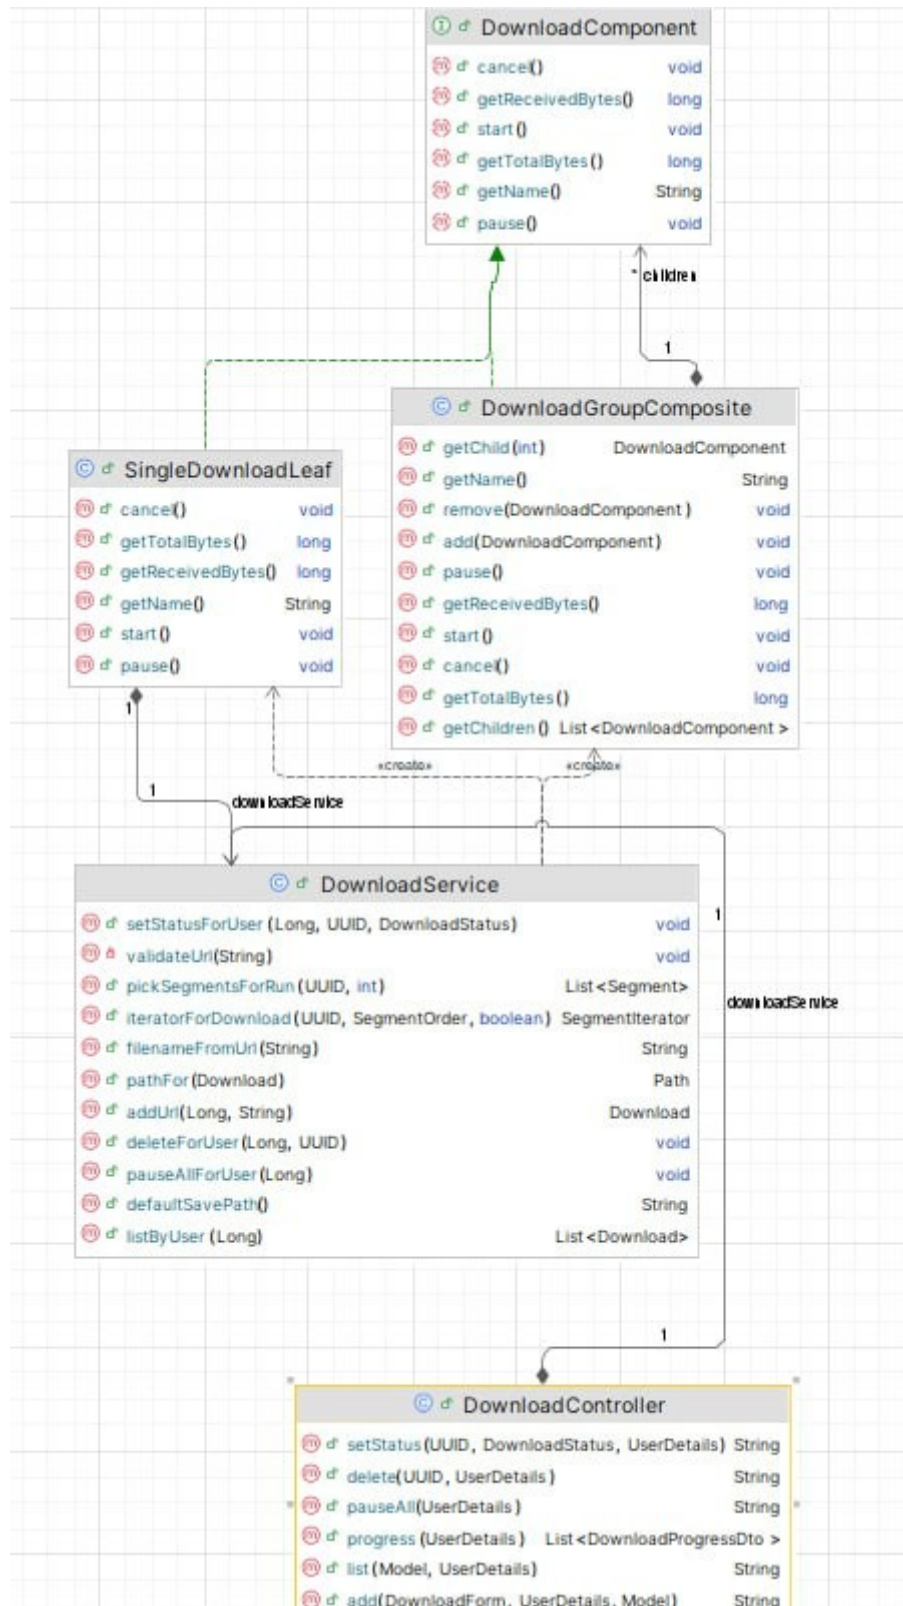 DownloadComponent
cancel() void
getReceivedBytes() long
start() void
getTotalBytes() long
getName() String
pause() void
* children
1
DownloadGroupComposite
getChild(int) DownloadComponent
getName() String
remove(DownloadComponent) void
add(DownloadComponent) void
pause() void
getReceivedBytes() long
start() void
cancel() void
getTotalBytes() long
getChildren() List<DownloadComponent>
SingleDownloadLeaf
cancel() void
getTotalBytes() long
getReceivedBytes() long
getName() String
start() void
pause() void
1
«create» «create»
1
downloadService
DownloadService
setStatusForUser(Long, UUID, DownloadStatus) void
validateUrl(String) void
pickSegmentsForRun(UUID, int) List<Segment>
iteratorForDownload(UUID, SegmentOrder, boolean) SegmentIterator
filenameFromUrl(String) String
pathFor(Download) Path
addUrl(Long, String) Download
deleteForUser(Long, UUID) void
pauseAllForUser(Long) void
defaultSavePath() String
listByUser(Long) List<Download>
1
downloadService
1
DownloadController
setStatus(UUID, DownloadStatus, UserDetails) String
delete(UUID, UserDetails) String
pauseAll(UserDetails) String
progress(UserDetails) List<DownloadProgressDto>
list(Model, UserDetails) String
add(DownloadForm, UserDetails, Model) String